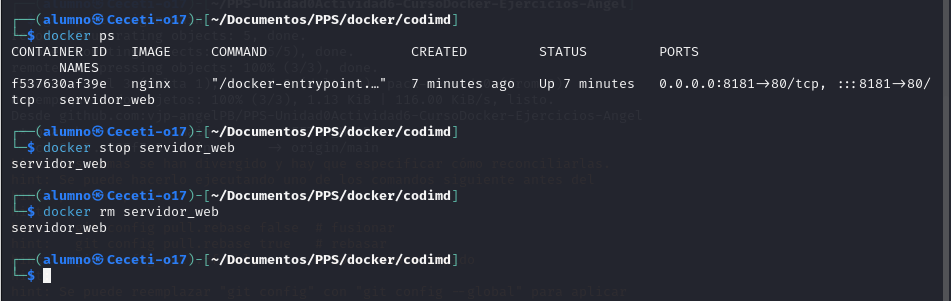 ┌──(alumno㉿Ceceti-o17)-[~/Documentos/PPS/docker/codimd]
└─$ docker ps
CONTAINER ID   IMAGE     COMMAND                  CREATED         STATUS         PORTS
      NAMES
f537630af39e   nginx     "/docker-entrypoint.…"   7 minutes ago   Up 7 minutes   0.0.0.0:8181->80/tcp, :::8181->80/
tcp   servidor_web
┌──(alumno㉿Ceceti-o17)-[~/Documentos/PPS/docker/codimd]
└─$ docker stop servidor_web
servidor_web
┌──(alumno㉿Ceceti-o17)-[~/Documentos/PPS/docker/codimd]
└─$ docker rm servidor_web
servidor_web
┌──(alumno㉿Ceceti-o17)-[~/Documentos/PPS/docker/codimd]
└─$